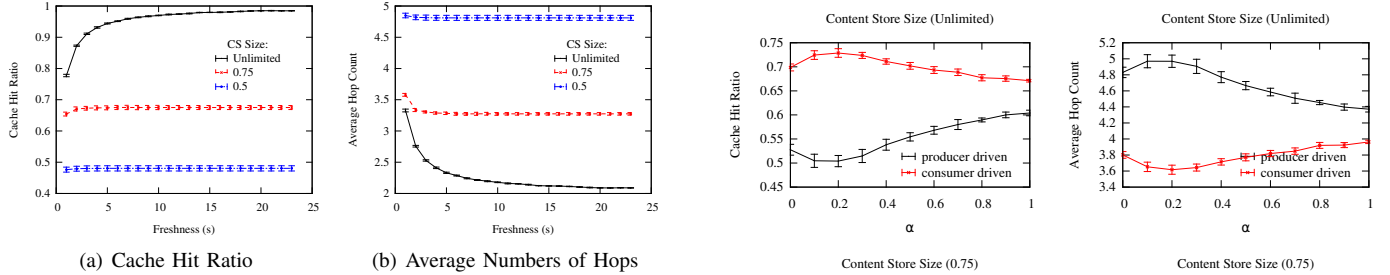 1
0.9
0.8
0.7
0.6
0.5
0.4
0 5 10 15 20 25
Cache Hit Ratio
Freshness (s)
CS Size:
Unlimited
0.75
0.5
(a) Cache Hit Ratio
5
4.5
4
3.5
3
2.5
2
0 5 10 15 20 25
Average Hop Count
Freshness (s)
CS Size:
Unlimited
0.75
0.5
(b) Average Numbers of Hops
Content Store Size (Unlimited)
0.75
0.7
0.65
0.6
0.55
0.5
0.45
0 0.2 0.4 0.6 0.8 1
Cache Hit Ratio
α
producer driven
consumer driven
Content Store Size (0.75)
Content Store Size (Unlimited)
5.2
5
4.8
4.6
4.4
4.2
4
3.8
3.6
3.4
0 0.2 0.4 0.6 0.8 1
Average Hop Count
α
producer driven
consumer driven
Content Store Size (0.75)